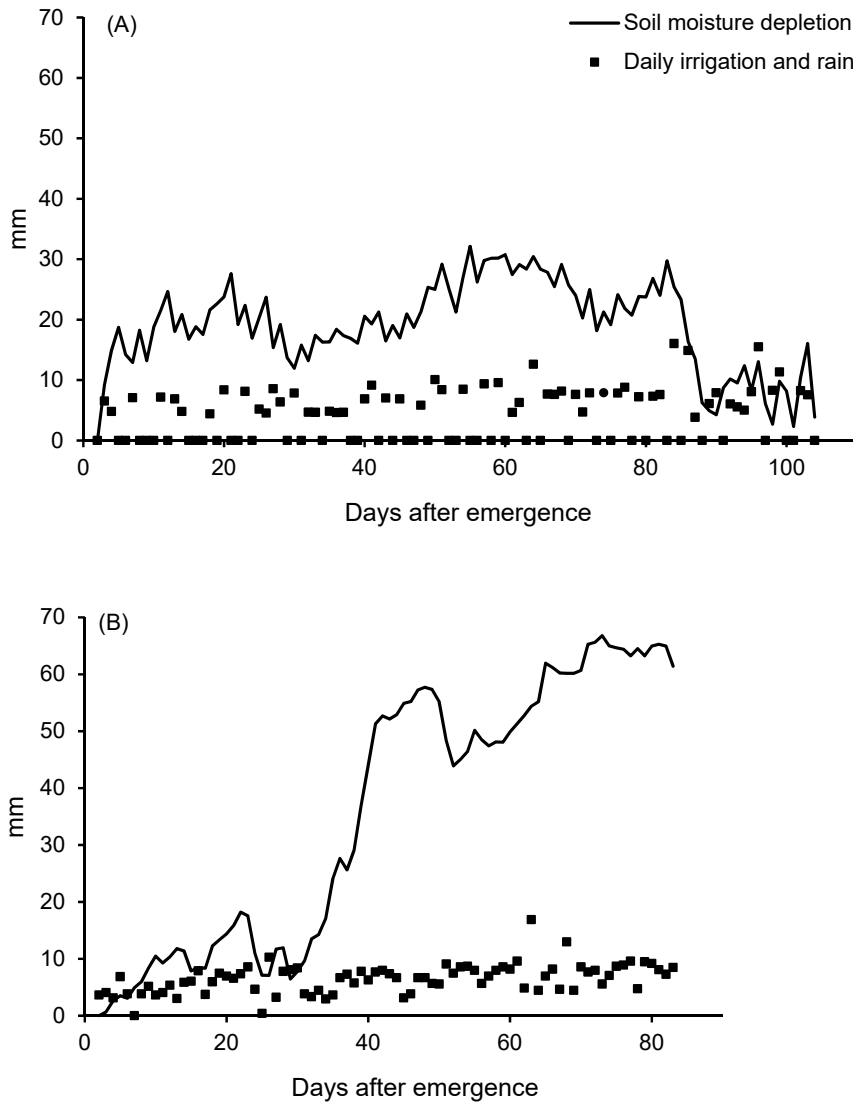 70
(A)
Soil moisture depletion
60
Daily irrigation and rain
50
40
mm
30
20
10
0
0 20 40 60 80 100
Days after emergence
70
(B)
60
50
40
mm
30
20
10
0
0 20 40 60 80
Days after emergence